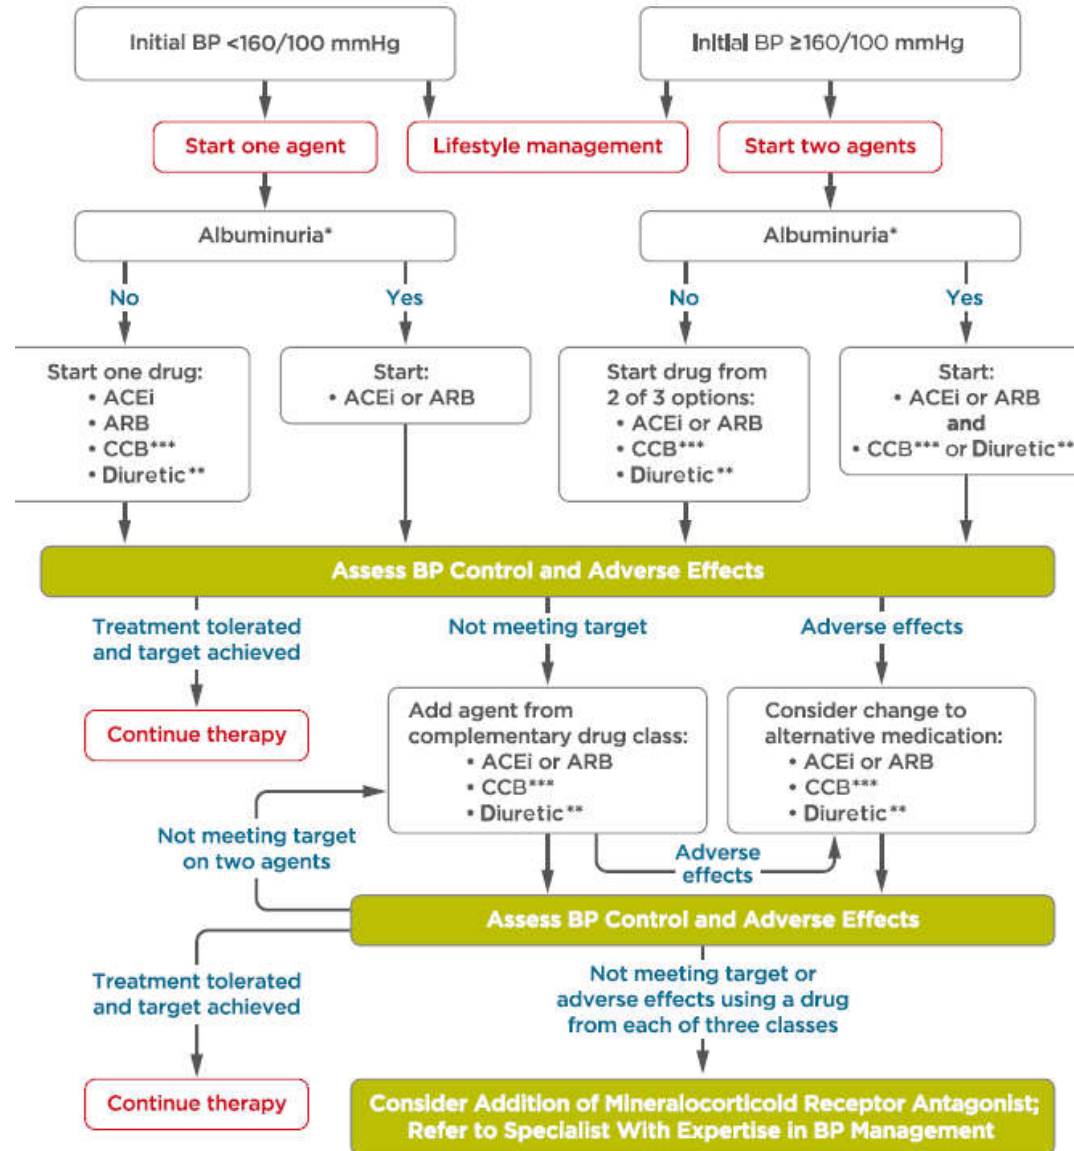 Initial BP <160/100 mmHg
Initial BP ≥160/100 mmHg
Start one agent
Lifestyle management
Start two agents
Albuminuria*
Albuminuria*
No
Yes
No
Yes
Start one drug:
• ACEi
• ARB
• CCB***
• Diuretic**
Start:
• ACEi or ARB
Start drug from
2 of 3 options:
• ACEi or ARB
• CCB***
• Diuretic**
Start:
• ACEi or ARB
and
• CCB*** or Diuretic**
Assess BP Control and Adverse Effects
Treatment tolerated
and target achieved
Not meeting target
Adverse effects
Continue therapy
Add agent from
complementary drug class:
• ACEi or ARB
• CCB***
• Diuretic**
Consider change to
alternative medication:
• ACEi or ARB
• CCB***
• Diuretic**
Not meeting target
on two agents
Adverse
effects
Assess BP Control and Adverse Effects
Treatment tolerated
and target achieved
Not meeting target or
adverse effects using a drug
from each of three classes
Continue therapy
Consider Addition of Mineralocorticoid Receptor Antagonist;
Refer to Specialist With Expertise in BP Management